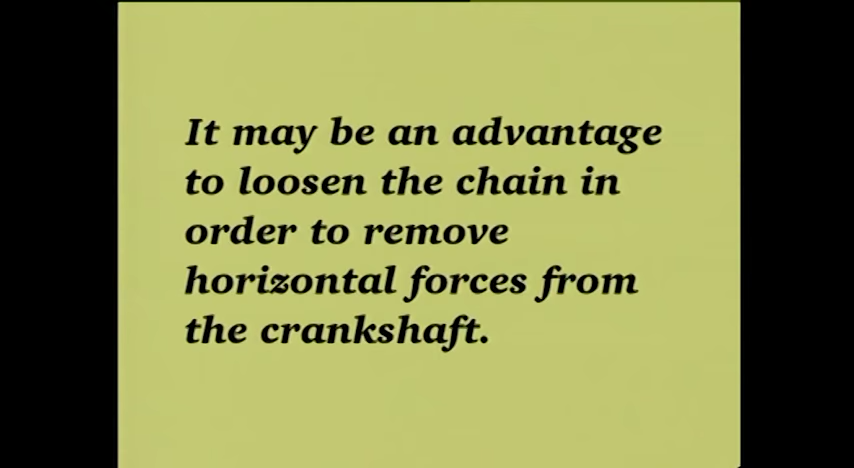 It may be an advantage
to loosen the chain in
order to remove
horizontal forces from
the crankshaft.